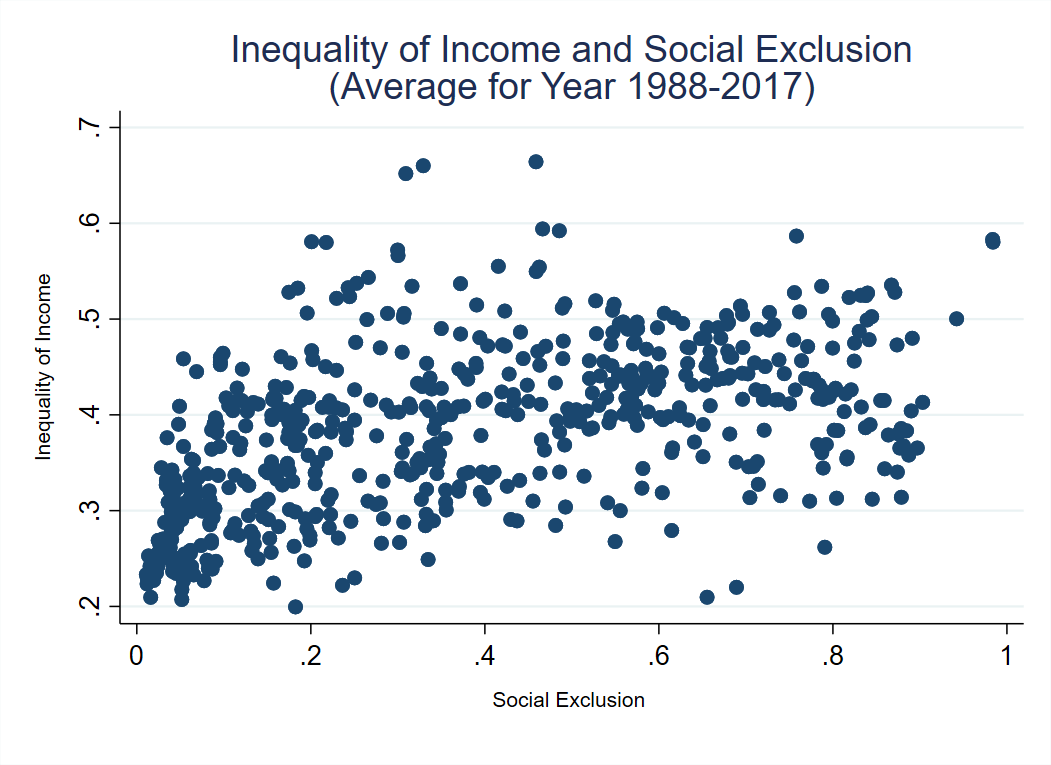 Inequality of Income and Social Exclusion
(Average for Year 1988-2017)
Inequality of Income
.7
.6
.5
.4
.3
.2
0 .2 .4 .6 .8 1
Social Exclusion